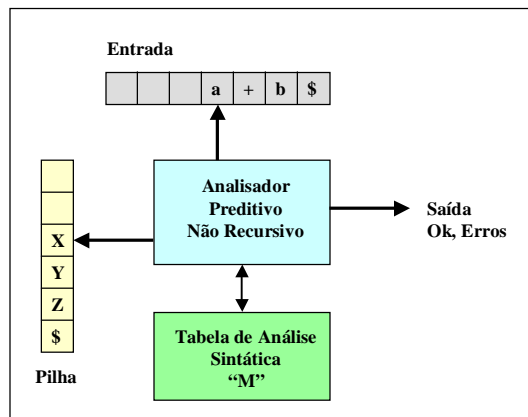 Entrada
a + b $
Analisador
Preditivo
Não Recursivo
Saída
Ok, Erros
X
Y
Z
$
Pilha
Tabela de Análise
Sintática
“M”